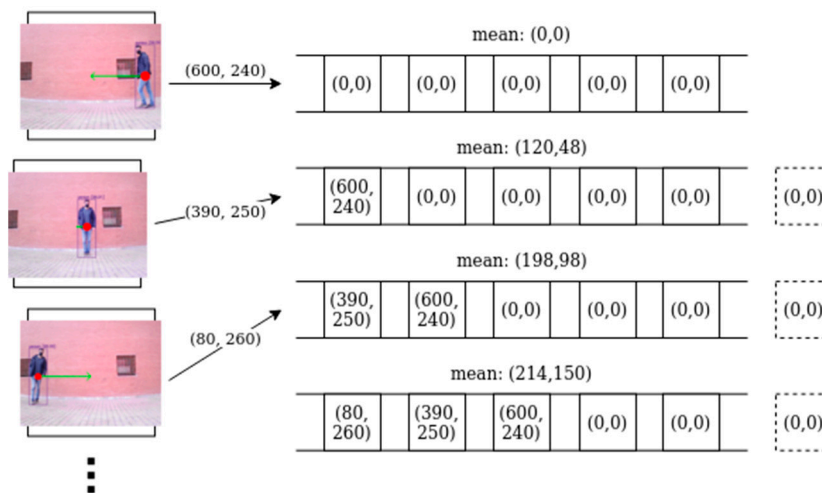 mean: (0,0)
(600, 240)
(0,0) (0,0) (0,0) (0,0) (0,0)
mean: (120,48)
(390, 250)
(600,
240) (0,0) (0,0) (0,0) (0,0) (0,0)
mean: (198,98)
(80, 260)
(390,
250) (600,
240) (0,0) (0,0) (0,0) (0,0)
mean: (214,150)
(80,
260) (390,
250) (600,
240) (0,0) (0,0) (0,0)